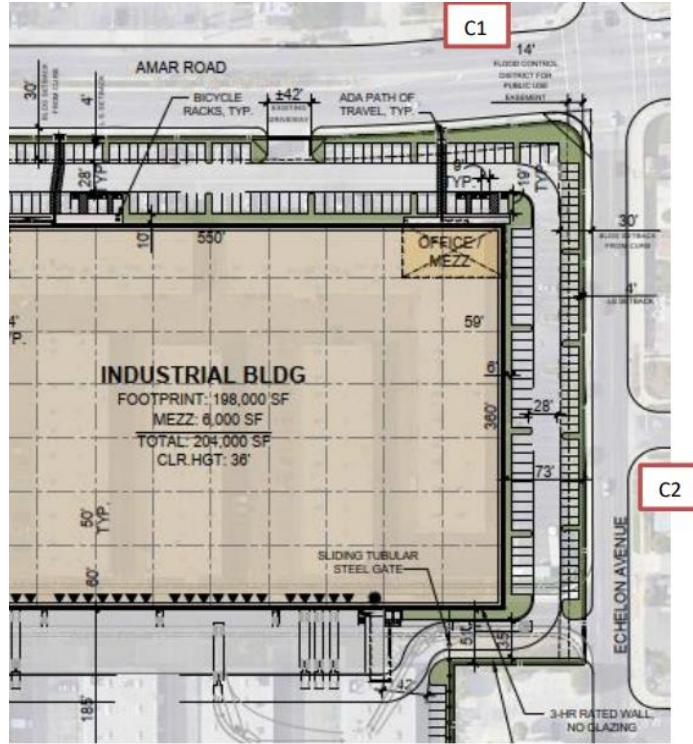 C1
14'
FLOOD CONTROL
DISTRICT FOR
PUBLIC USE
EASEMENT
AMAR ROAD
30'
BLDG SETBACK
FROM CURB
4'
LS SETBACK
BICYCLE
RACKS, TYP.
±42'
EXISTING
DRIVEWAY
ADA PATH OF
TRAVEL, TYP.
28'
TYP.
TYP.
19'
TYP.
30'
BLDG SETBACK
FROM CURB
10'
550'
OFFICE /
MEZZ
4'
LS SETBACK
59'
INDUSTRIAL BLDG
FOOTPRINT: 198,000 SF
MEZZ: 6,000 SF
TOTAL: 204,000 SF
CLR.HGT: 36'
6'
360'
28'
73'
C2
50'
TYP.
SLIDING TUBULAR
STEEL GATE
60'
ECHELON AVENUE
51'
35'
42'
185'
3-HR RATED WALL,
NO GLAZING